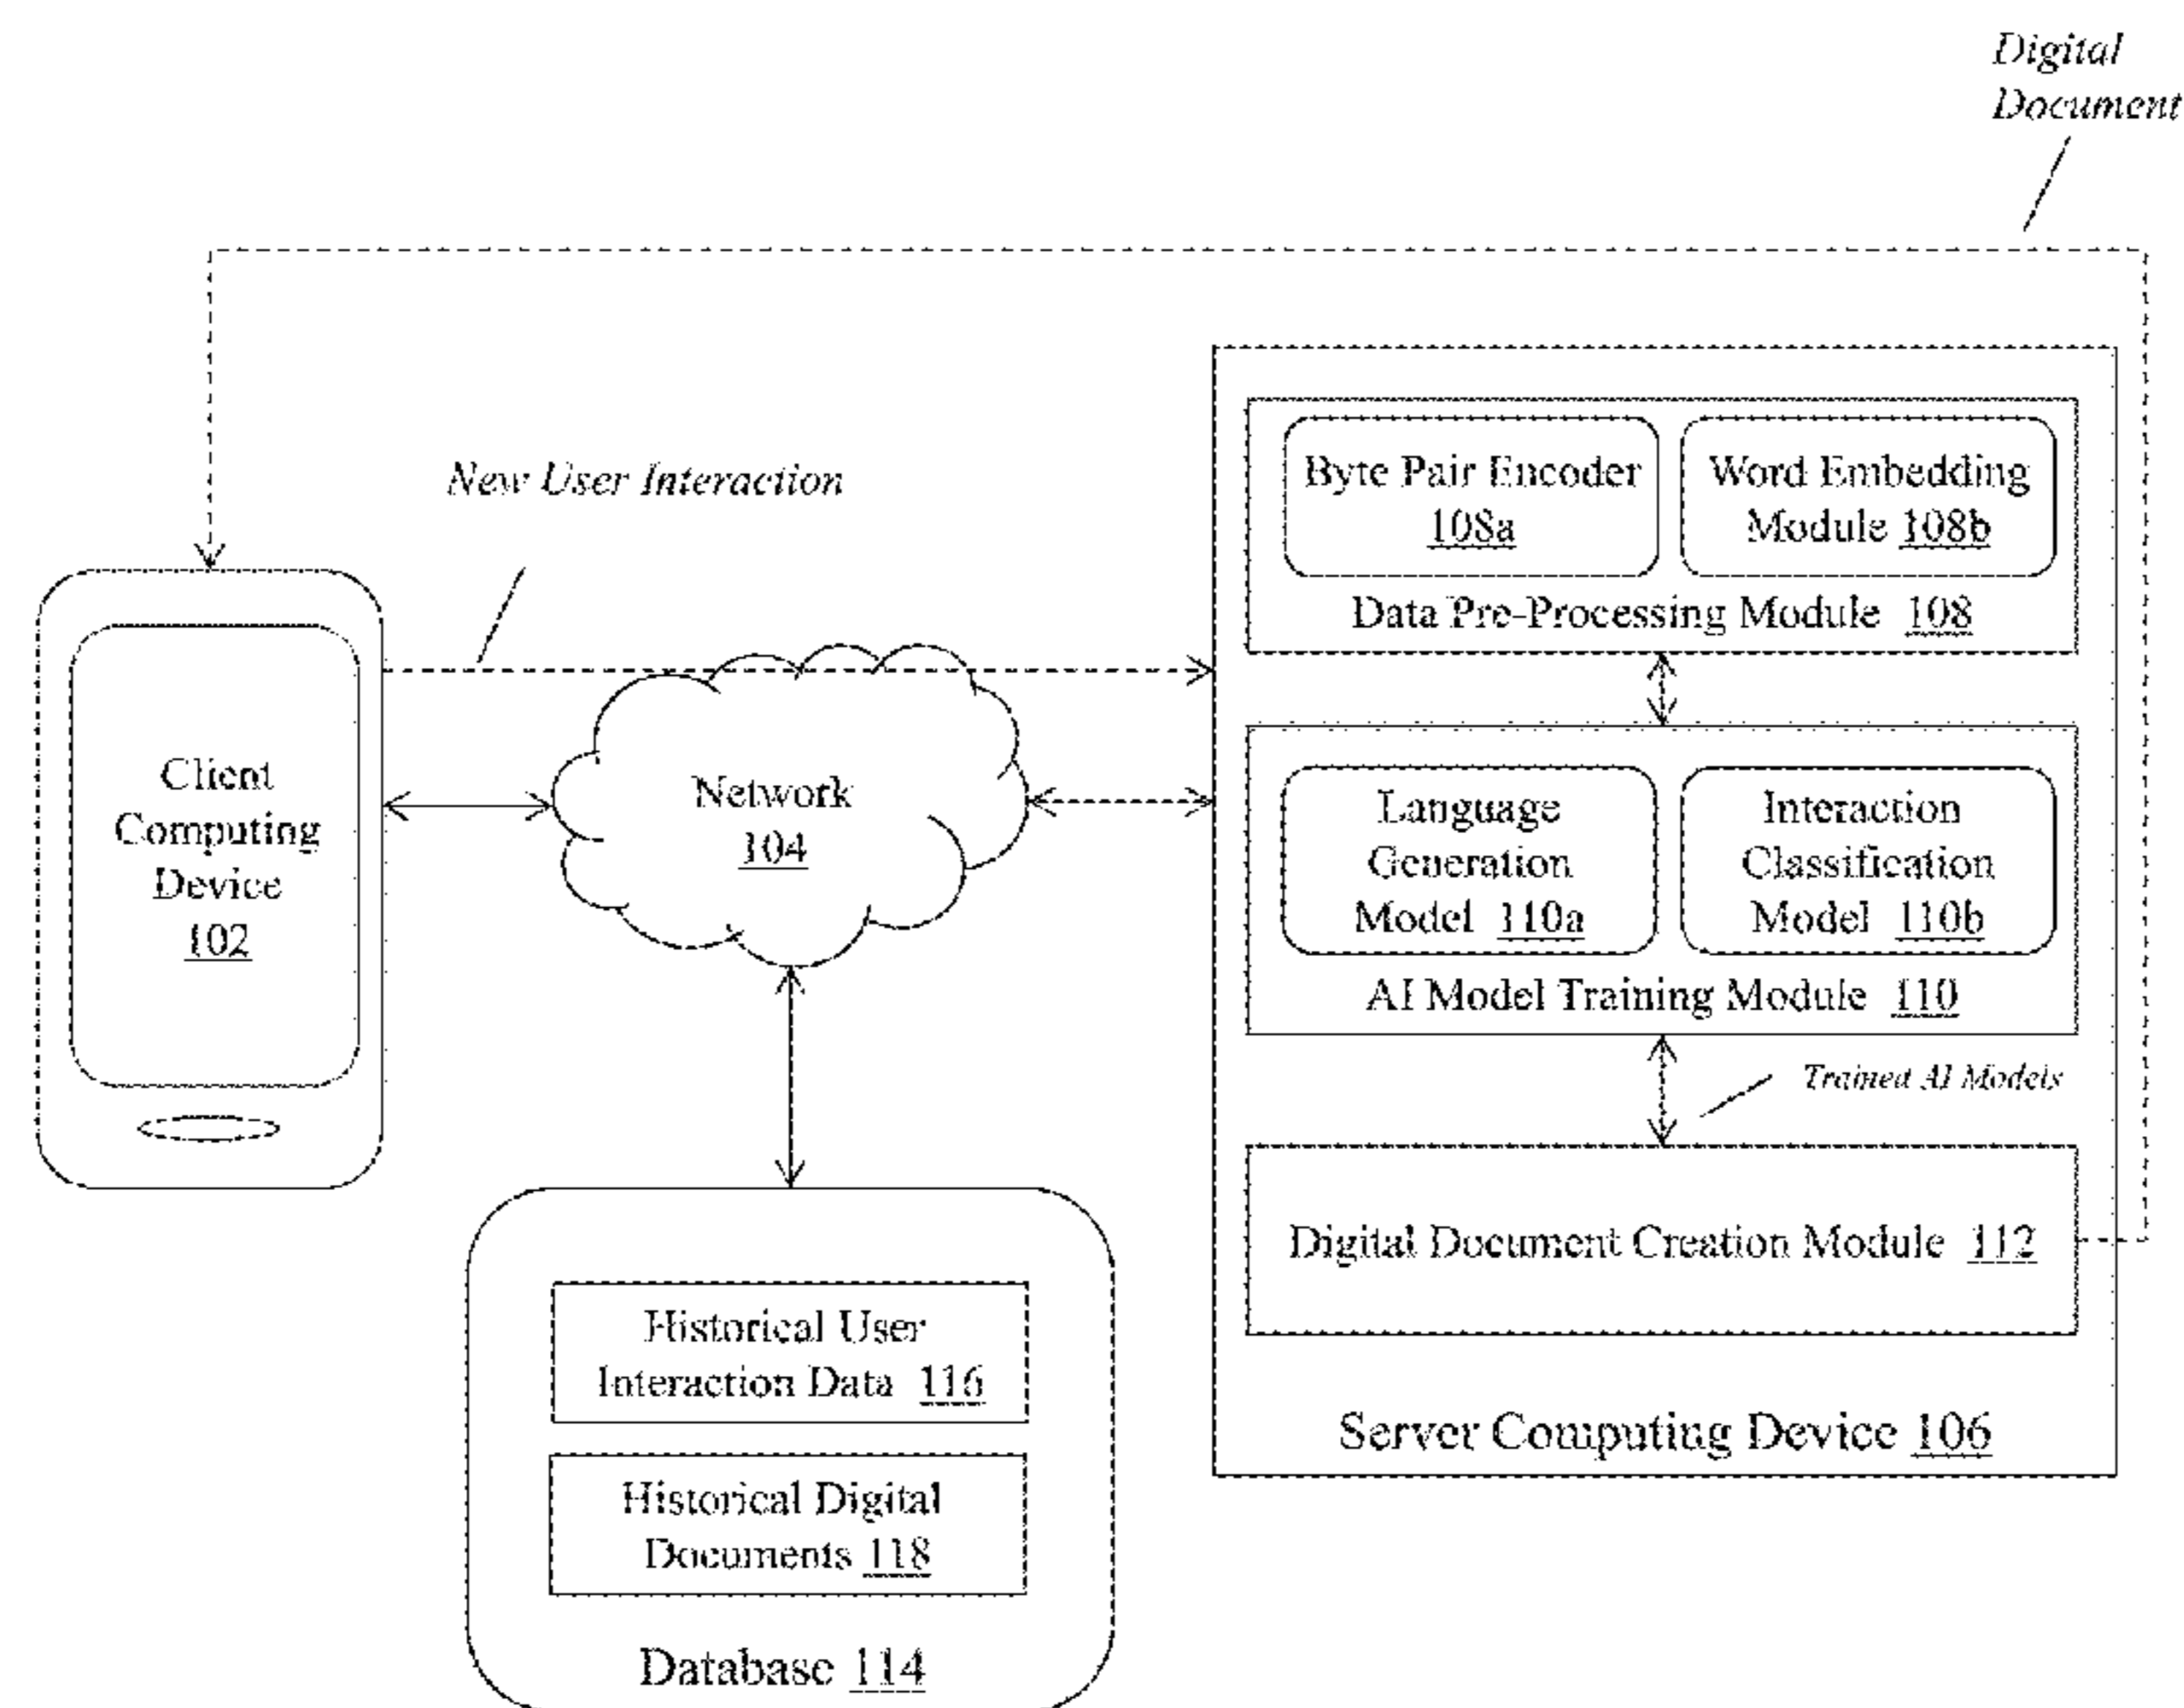 Digital
Document
New User Interaction
Byte Pair Encoder
108a
Word Embedding
Module 108b
Data Pre-Processing Module 108
Client
Computing
Device
102
Network
104
Language
Generation
Model 110a
Interaction
Classification
Model 110b
AI Model Training Module 110
Trained AI Models
Digital Document Creation Module 112
Server Computing Device 106
Historical User
Interaction Data 116
Historical Digital
Documents 118
Database 114